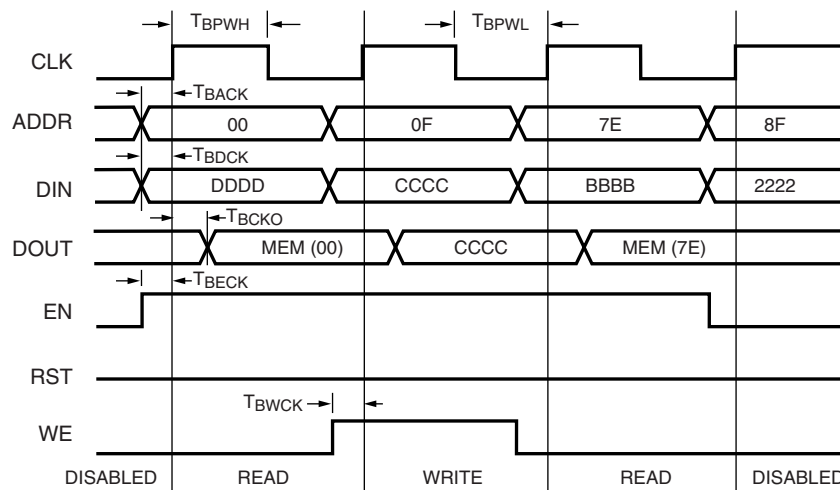 TBPWH TBPWL
CLK
TBACK
ADDR 00 0F 7E 8F
TBDCK
DIN DDDD CCCC BBBB 2222
TBCKO
DOUT MEM (00) CCCC MEM (7E)
TBECK
EN
RST
TBWCK
WE
DISABLED READ WRITE READ DISABLED